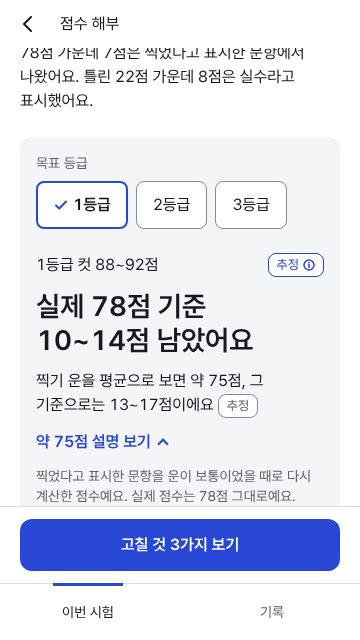 점수 해부
78점 가운데 7점은 찍었다고 표시한 문항에서
나왔어요. 틀린 22점 가운데 8점은 실수라고
표시했어요.
목표 등급
1등급
2등급
3등급
1등급 컷 88~92점
추정
실제 78점 기준
10~14점 남았어요
찍기 운을 평균으로 보면 약 75점, 그
기준으로는 13~17점이에요 추정
약 75점 설명 보기
찍었다고 표시한 문항을 운이 보통이었을 때로 다시
계산한 점수예요. 실제 점수는 78점 그대로예요.
고칠 것 3가지 보기
이번 시험
기록